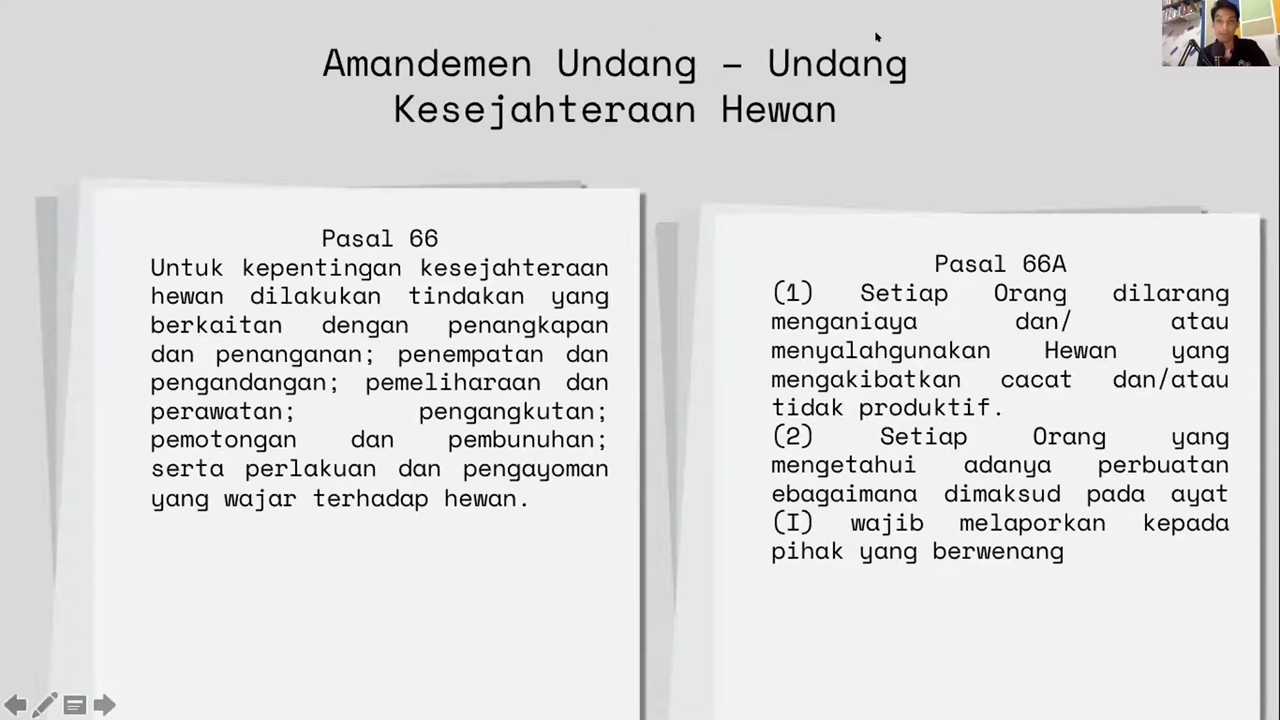 Amandemen Undang – Undang
Kesejahteraan Hewan
Pasal 66
Untuk kepentingan kesejahteraan
hewan dilakukan tindakan yang
berkaitan dengan penangkapan
dan penanganan; penempatan dan
pengandangan; pemeliharaan dan
perawatan; pengangkutan;
pemotongan dan pembunuhan;
serta perlakuan dan pengayoman
yang wajar terhadap hewan.
Pasal 66A
(1) Setiap Orang dilarang
menganiaya dan/ atau
menyalahgunakan Hewan yang
mengakibatkan cacat dan/atau
tidak produktif.
(2) Setiap Orang yang
mengetahui adanya perbuatan
ebagaimana dimaksud pada ayat
(I) wajib melaporkan kepada
pihak yang berwenang